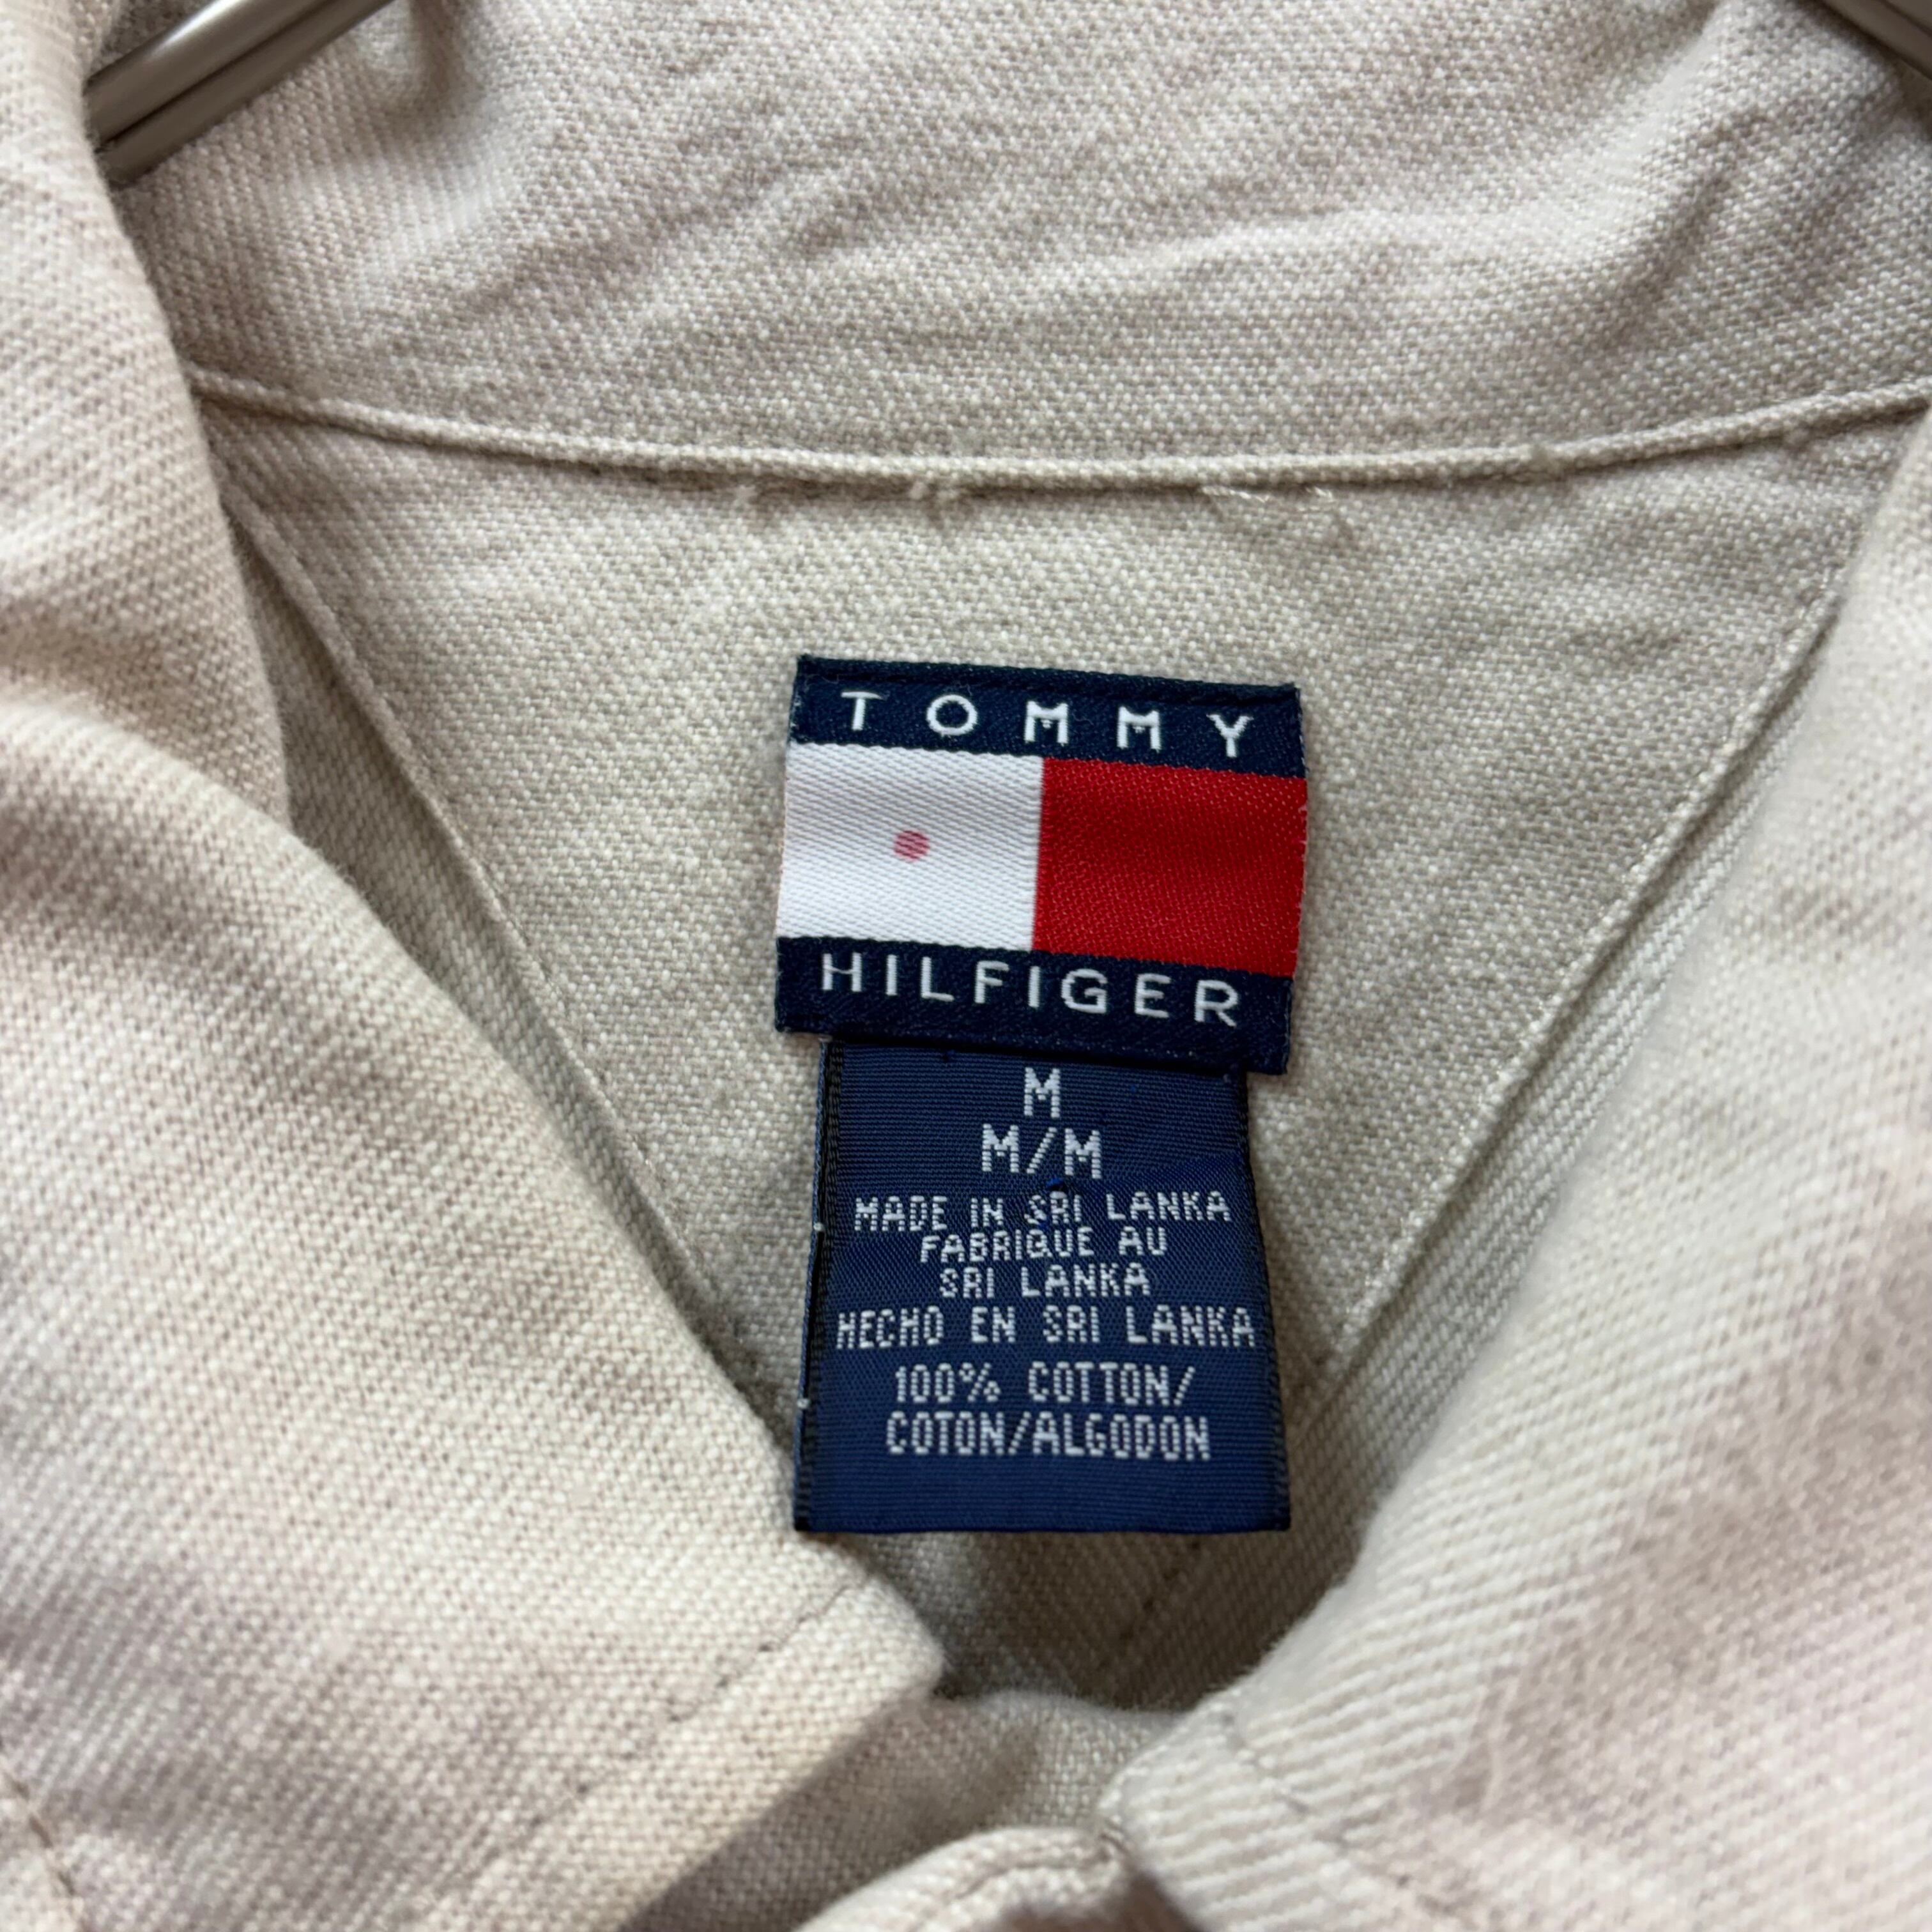 TOMMY
HILFIGER
M
M/M
MADE IN SRI LANKA
FABRIQUE AU
SRI LANKA
HECHO EN SRI LANKA
100% COTTON/
COTON/ALGODON